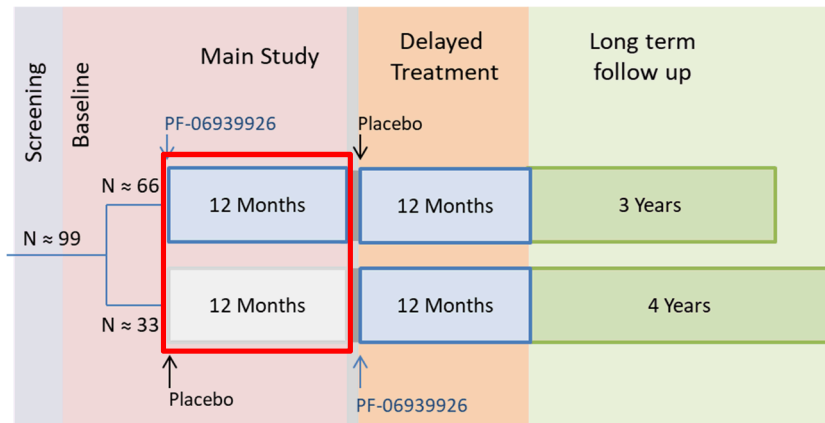 Screening
Baseline
Main Study
Delayed
Treatment
Long term
follow up
PF-06939926
Placebo
N ≈ 66
12 Months
12 Months
3 Years
N ≈ 99
N ≈ 33
12 Months
12 Months
4 Years
Placebo
PF-06939926